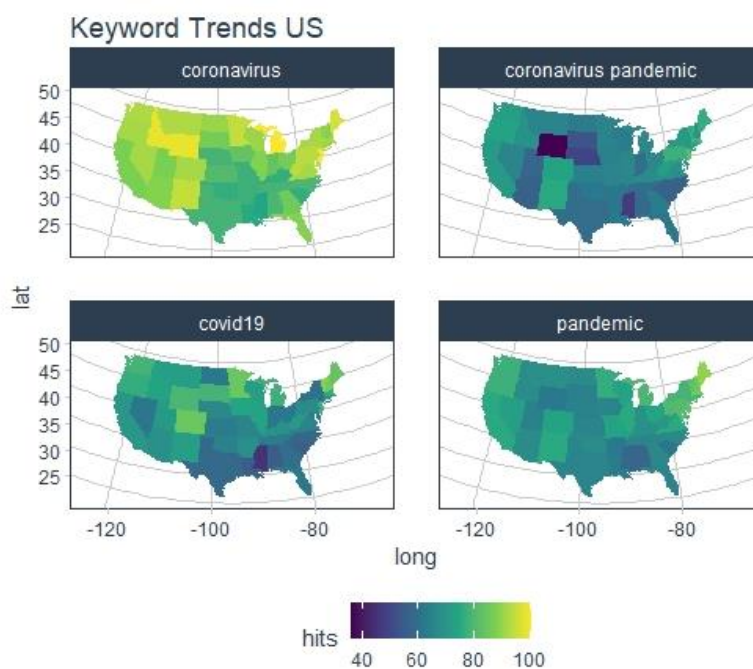 Keyword Trends US
coronavirus
coronavirus pandemic
50
45
40
35
30
25
lat
covid19
pandemic
50
45
40
35
30
25
-120 -100 -80 -120 -100 -80
long
hits
40 60 80 100